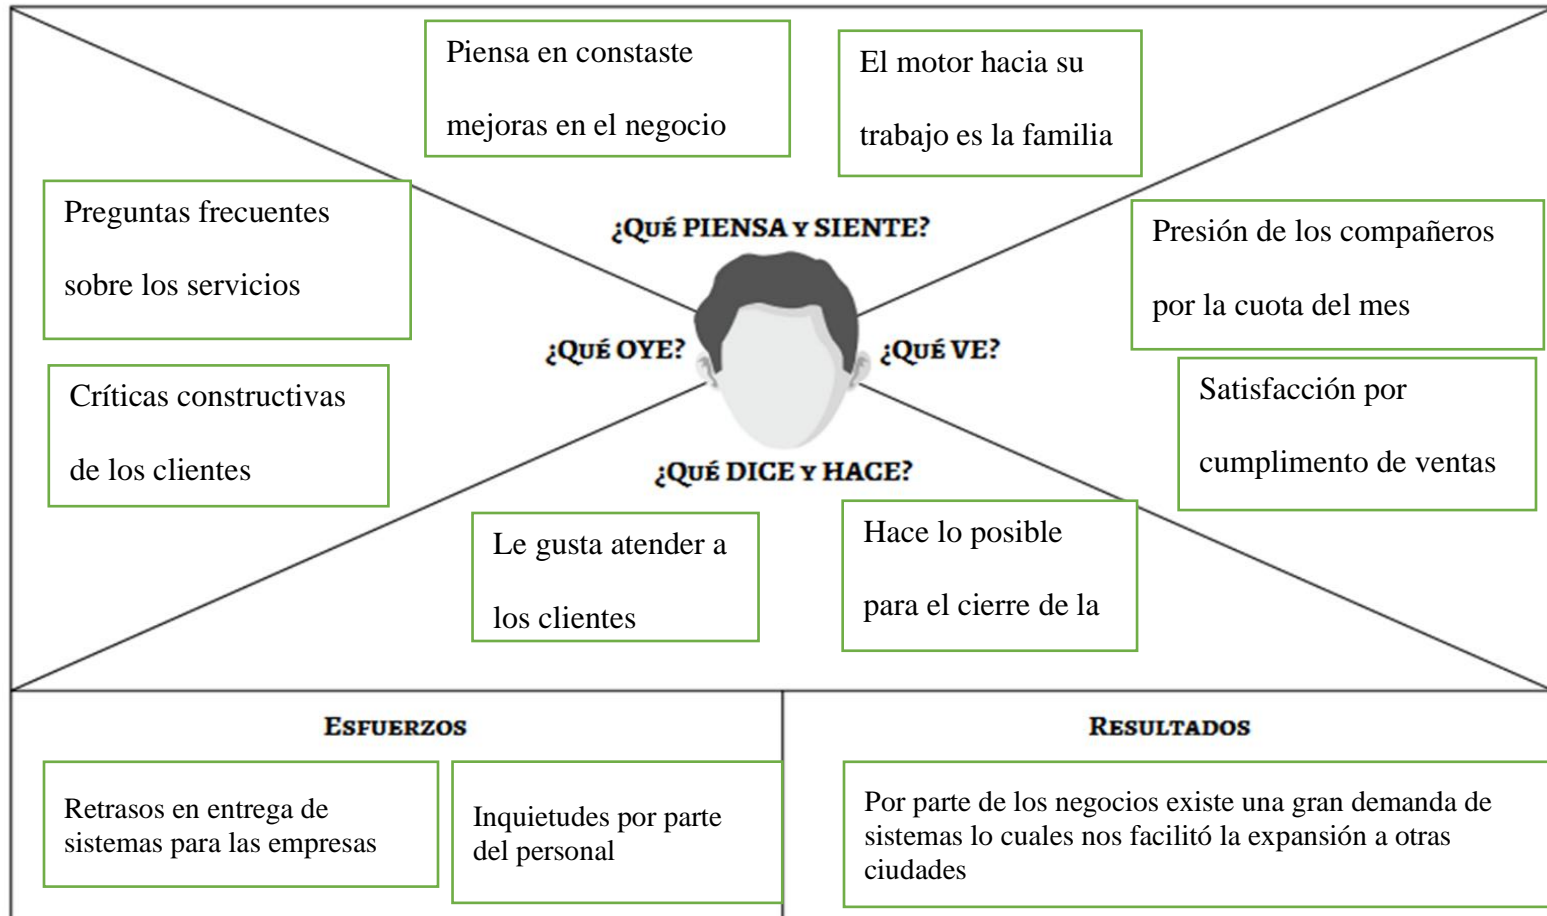 Piensa en constaste
mejoras en el negocio
El motor hacia su
trabajo es la familia
¿Qué PIENSA y SIENTE?
Preguntas frecuentes
sobre los servicios
Críticas constructivas
de los clientes
¿Qué OYE?
¿Qué VE?
Presión de los compañeros
por la cuota del mes
Satisfacción por
cumplimento de ventas
¿Qué DICE y HACE?
Le gusta atender a
los clientes
Hace lo posible
para el cierre de la
Esfuerzos
Retrasos en entrega de
sistemas para las empresas
Inquietudes por parte
del personal
Resultados
Por parte de los negocios existe una gran demanda de
sistemas lo cuales nos facilitó la expansión a otras
ciudades